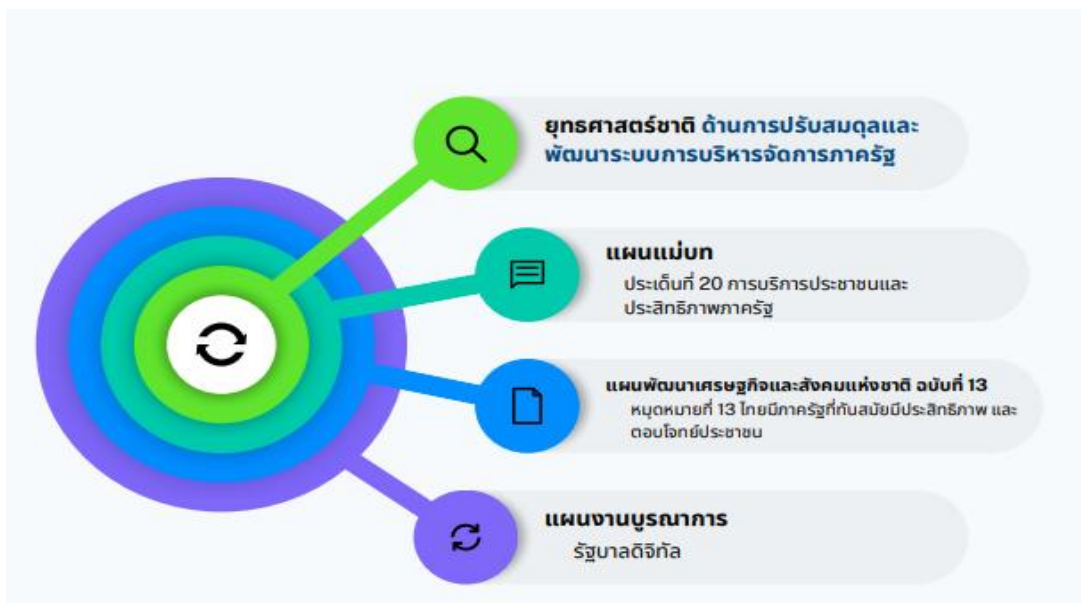 ยุทธศาสตร์ชาติ ด้านการปรับสมดุลและ
พัฒนาระบบการบริหารจัดการภาครัฐ
แผนแม่บท
ประเด็นที่ 20 การบริการประชาชนและ
ประสิทธิภาพภาครัฐ
แผนพัฒนาเศรษฐกิจและสังคมแห่งชาติ ฉบับที่ 13
หมุดหมายที่ 13 ไทยมีภาครัฐที่ทันสมัยมีประสิทธิภาพ และ
ตอบโจทย์ประชาชน
แผนงานบูรณาการ
รัฐบาลดิจิทัล